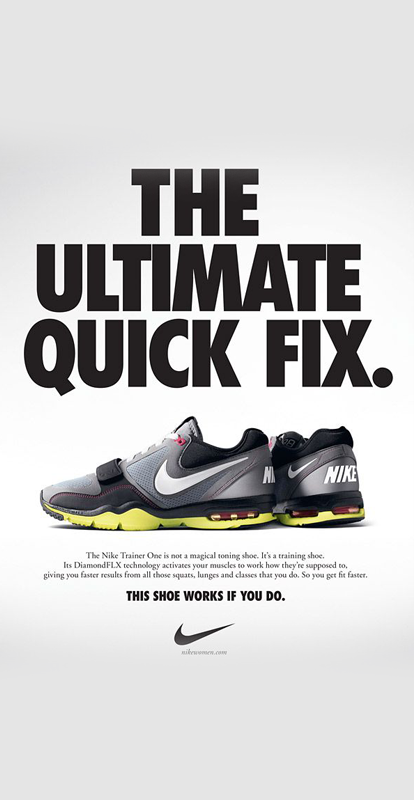 THE
ULTIMATE
QUICK FIX.
NIKE
The Nike Trainer One is not a magical toning shoe. It's a training shoe.
Its DiamondFLX technology activates your muscles to work how they're supposed to,
giving you faster results from all those squats, lunges and classes that you do. So you get fit faster.
THIS SHOE WORKS IF YOU DO.
nikewomen.com